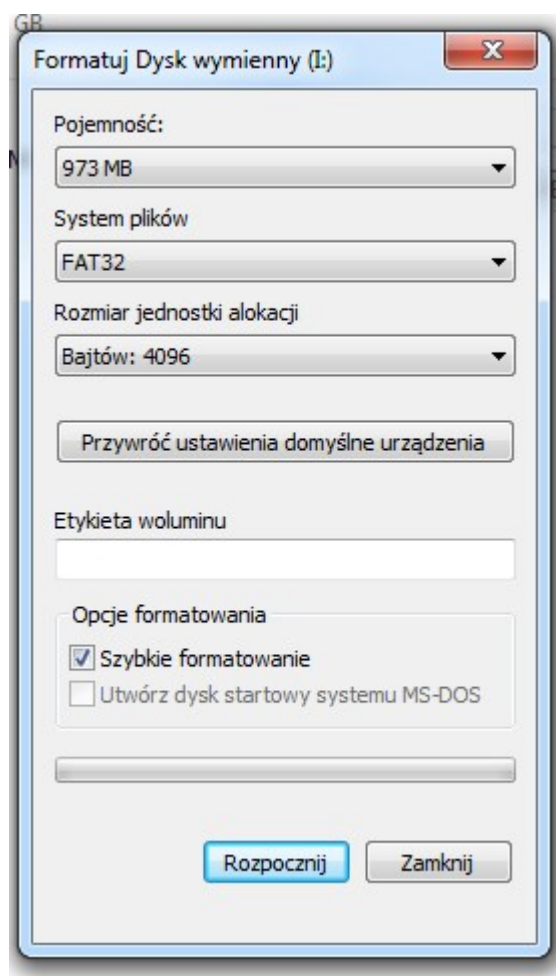 GB
Formatuj Dysk wymienny (I:)
Pojemność:
973 MB
System plików
FAT32
Rozmiar jednostki alokacji
Bajtów: 4096
Przywróć ustawienia domyślne urządzenia
Etykieta woluminu
Opcje formatowania
Szybkie formatowanie
Utwórz dysk startowy systemu MS-DOS
Rozpocznij
Zamknij